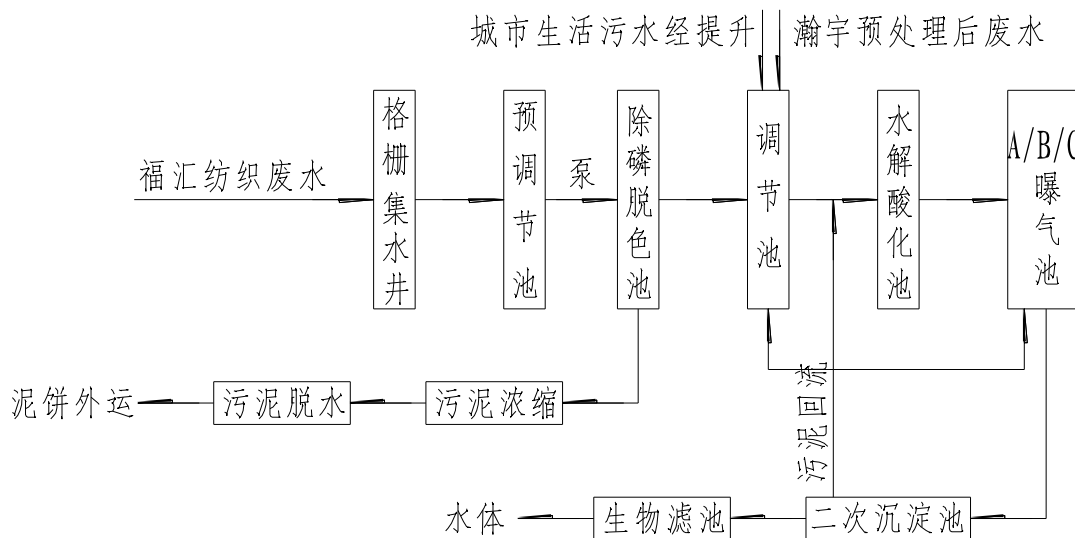 城市生活污水经提升
瀚宇预处理后废水
福汇纺织废水
格栅集水井
预调节池
泵
除磷脱色池
调节池
水解酸化池
A/B/O
曝气池
泥饼外运
污泥脱水
污泥浓缩
污泥回流
水体
生物滤池
二次沉淀池